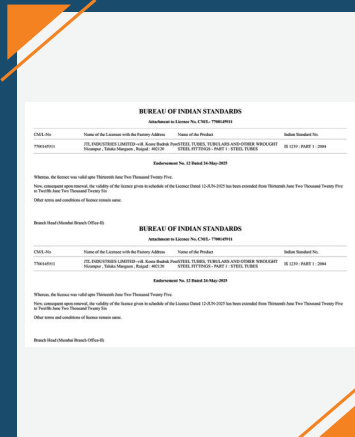 BUREAU OF INDIAN STANDARDS
Attachment to Licence No. CM/L- 7700145911
CM/L-No Name of the Licensee with the Factory Address Name of the Product Indian Standard No.
7700145911 JTL INDUSTRIES LIMITED STEEL TUBES, TUBULARS AND OTHER WROUGHT IS 1239 : PART 1 : 2004
Nizampur , Taluka Mangaon , Raigad : 402120 STEEL FITTINGS - PART 1 : STEEL TUBES
Endorsement No. 12 Dated 24-May-2025
Whereas, the licence was valid upto Thirteenth June Two Thousand Twenty Five.
Now, consequent upon renewal, the validity of the licence given in schedule of the Licence Dated 12-JUN-2025 has been extended from Thirteenth June Two Thousand Twenty Five
to Twelfth June Two Thousand Twenty Six
Other terms and conditions of licence remain same.
Branch Head (Mumbai Branch Office-II)
BUREAU OF INDIAN STANDARDS
Attachment to Licence No. CM/L- 7700145911
CM/L-No Name of the Licensee with the Factory Address Name of the Product Indian Standard No.
7700145911 JTL INDUSTRIES LIMITED STEEL TUBES, TUBULARS AND OTHER WROUGHT IS 1239 : PART 1 : 2004
Nizampur , Taluka Mangaon , Raigad : 402120 STEEL FITTINGS - PART 1 : STEEL TUBES
Endorsement No. 12 Dated 24-May-2025
Whereas, the licence was valid upto Thirteenth June Two Thousand Twenty Five.
Now, consequent upon renewal, the validity of the licence given in schedule of the Licence Dated 12-JUN-2025 has been extended from Thirteenth June Two Thousand Twenty Five
to Twelfth June Two Thousand Twenty Six
Other terms and conditions of licence remain same.
Branch Head (Mumbai Branch Office-II)